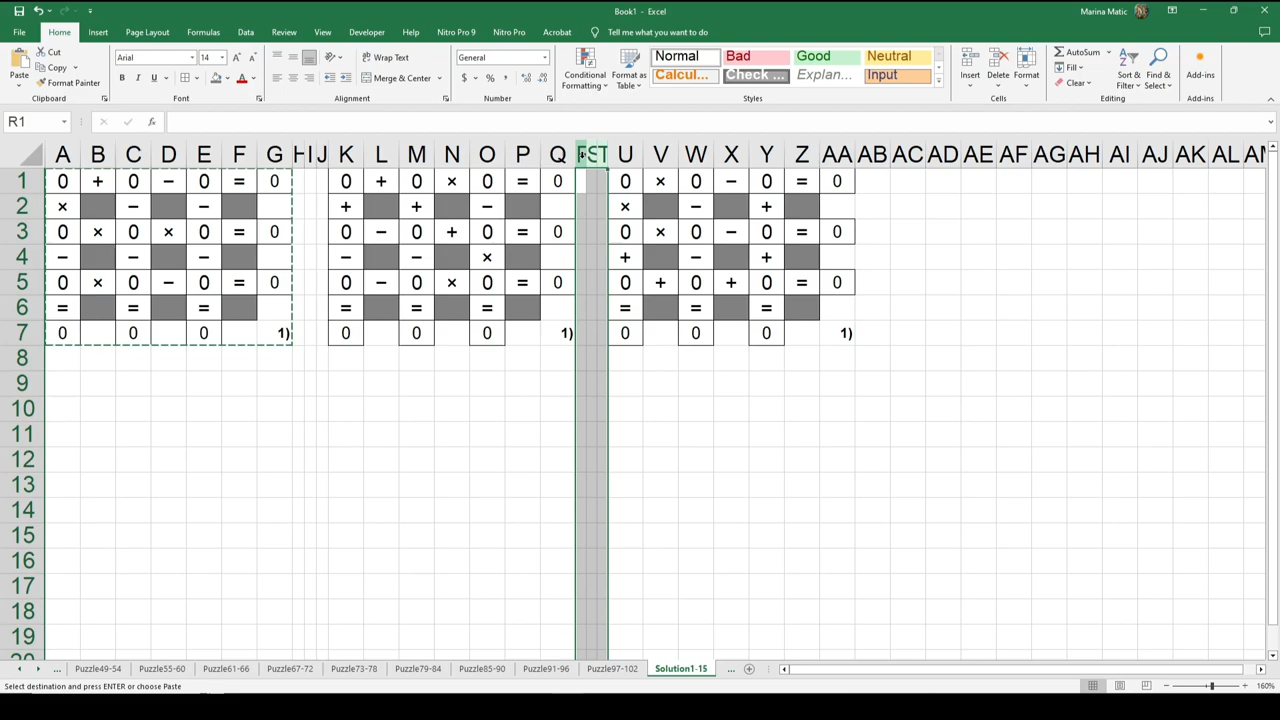 Book1 - Excel
Marina Matic
File Home Insert Page Layout Formulas Data Review View Developer Help Nitro Pro 9 Nitro Pro Acrobat Tell me what you want to do
Paste
Cut
Copy
Format Painter
Clipboard
Arial 14
B I U
Font
Wrap Text
Merge & Center
Alignment
General
$ % ,
Number
Conditional Formatting
Format as Table
Normal Bad Good Neutral
Calcul... Check ... Explan... Input
Styles
Insert Delete Format
Cells
AutoSum
Fill
Clear
Sort & Filter
Find & Select
Editing
Add-ins
Add-ins
R1
fx
A B C D E F G H I J K L M N O P Q R S T U V W X Y Z AA AB AC AD AE AF AG AH AI AJ AK AL AM
1 0 + 0 − 0 = 0 0 + 0 × 0 = 0 0 × 0 − 0 = 0
2 × − − + + − × − +
3 0 × 0 × 0 = 0 0 − 0 + 0 = 0 0 × 0 − 0 = 0
4 − − − − − × + − +
5 0 × 0 − 0 = 0 0 − 0 × 0 = 0 0 + 0 + 0 = 0
6 = = = = = = = = =
7 0 0 0 1) 0 0 0 1) 0 0 0 1)
8
9
10
11
12
13
14
15
16
17
18
19
20
... Puzzle49-54 Puzzle55-60 Puzzle61-66 Puzzle67-72 Puzzle73-78 Puzzle79-84 Puzzle85-90 Puzzle91-96 Puzzle97-102 Solution1-15 ...
Select destination and press ENTER or choose Paste
160%